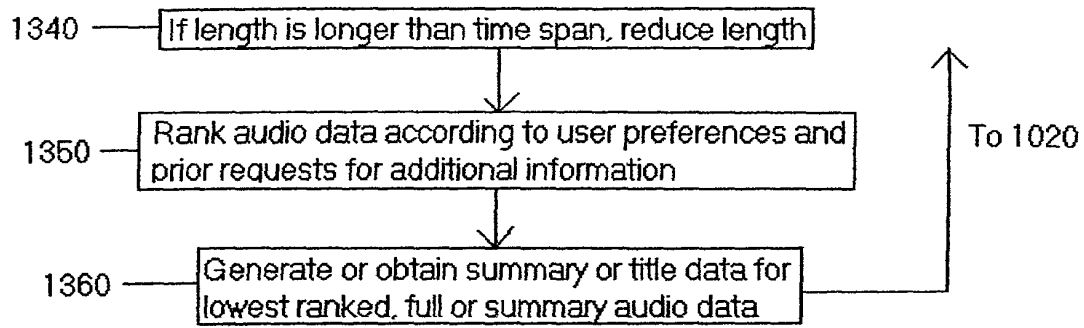 1340
If length is longer than time span, reduce length
1350
Rank audio data according to user preferences and
prior requests for additional information
To 1020
1360
Generate or obtain summary or title data for
lowest ranked, full or summary audio data